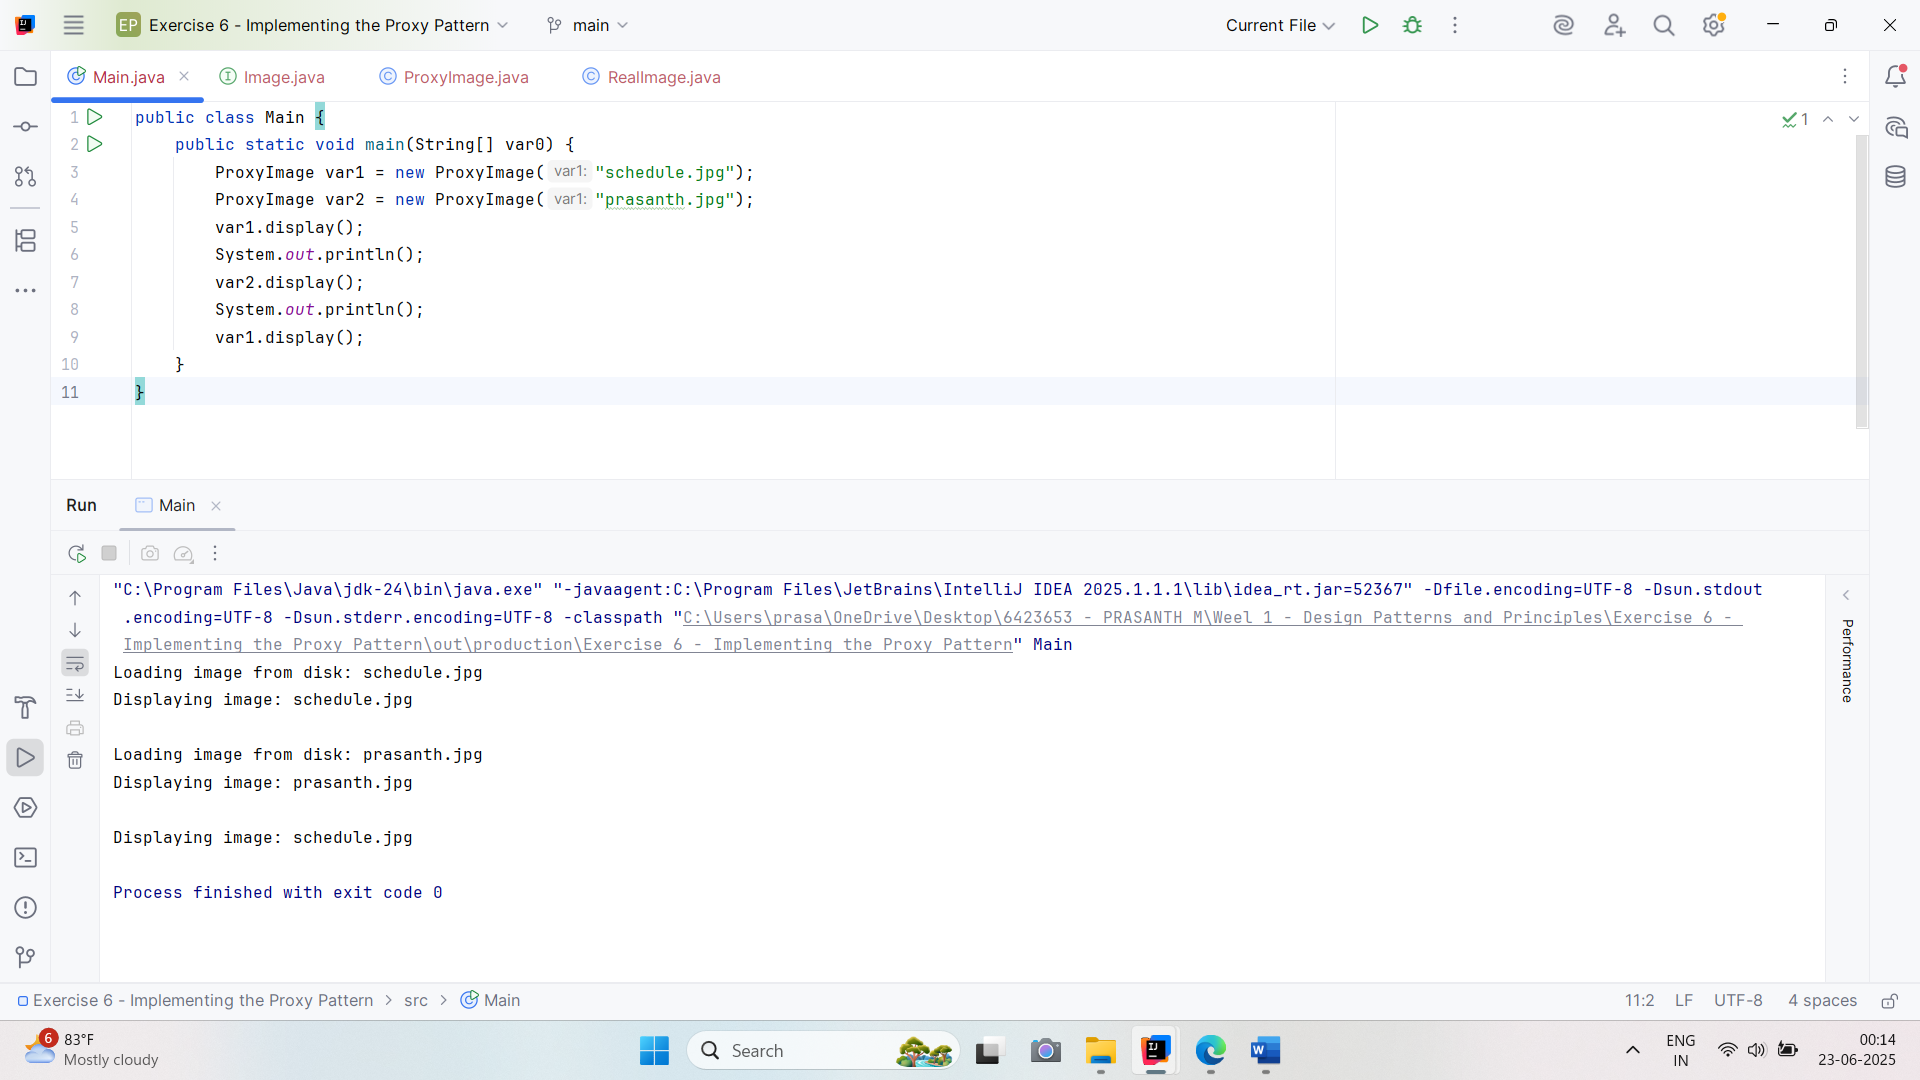 EP Exercise 6 - Implementing the Proxy Pattern main Current File
Main.java Image.java ProxyImage.java RealImage.java
1 public class Main {
2 public static void main(String[] var0) {
3 ProxyImage var1 = new ProxyImage( var1: "schedule.jpg");
4 ProxyImage var2 = new ProxyImage( var1: "prasanth.jpg");
5 var1.display();
6 System.out.println();
7 var2.display();
8 System.out.println();
9 var1.display();
10 }
11 }
1
Run Main
"C:\Program Files\Java\jdk-24\bin\java.exe" "-javaagent:C:\Program Files\JetBrains\IntelliJ IDEA 2025.1.1.1\lib\idea_rt.jar=52367" -Dfile.encoding=UTF-8 -Dsun.stdout
.encoding=UTF-8 -Dsun.stderr.encoding=UTF-8 -classpath "C:\Users\prasa\OneDrive\Desktop\6423653 - PRASANTH M\Weel 1 - Design Patterns and Principles\Exercise 6 -
Implementing the Proxy Pattern\out\production\Exercise 6 - Implementing the Proxy Pattern" Main
Loading image from disk: schedule.jpg
Displaying image: schedule.jpg
Loading image from disk: prasanth.jpg
Displaying image: prasanth.jpg
Displaying image: schedule.jpg
Process finished with exit code 0
Performance
Exercise 6 - Implementing the Proxy Pattern > src > Main 11:2 LF UTF-8 4 spaces
6 83°F
Mostly cloudy
Search
ENG
IN
00:14
23-06-2025